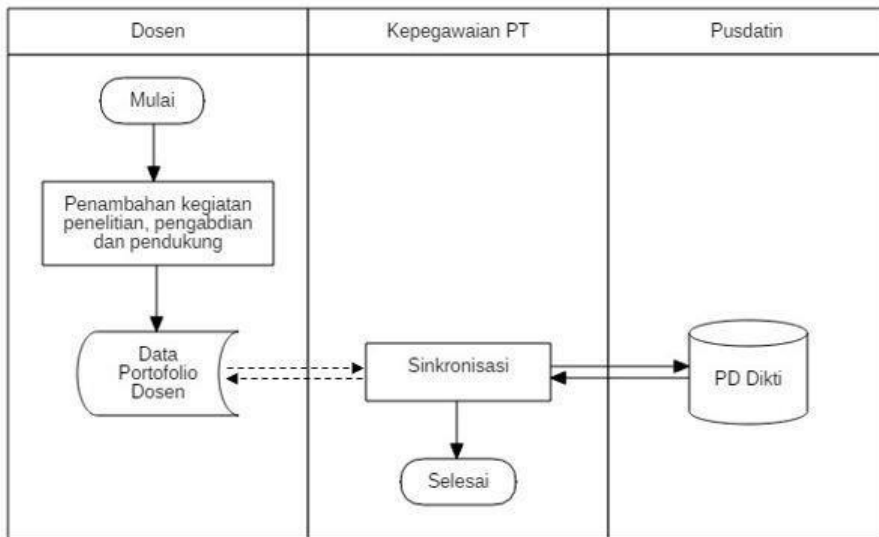 Dosen
Kepegawaian PT
Pusdatin
Mulai
Penambahan kegiatan
penelitian, pengabdian
dan pendukung
Data
Portofolio
Dosen
Sinkronisasi
PD Dikti
Selesai